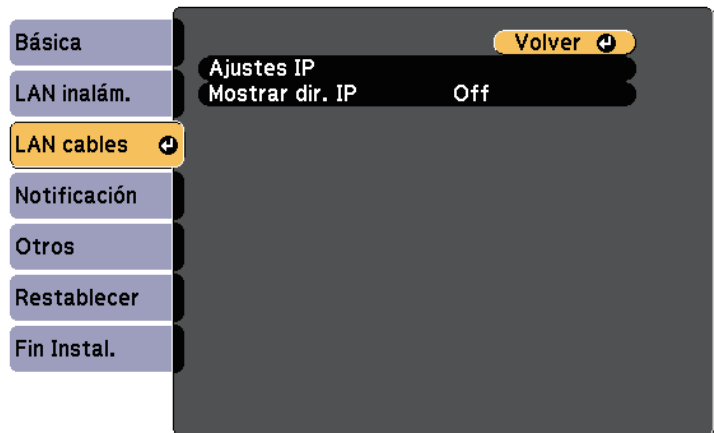 Básica
LAN inalám.
LAN cables
Notificación
Otros
Restablecer
Fin Instal.
Volver
Ajustes IP
Mostrar dir. IP Off